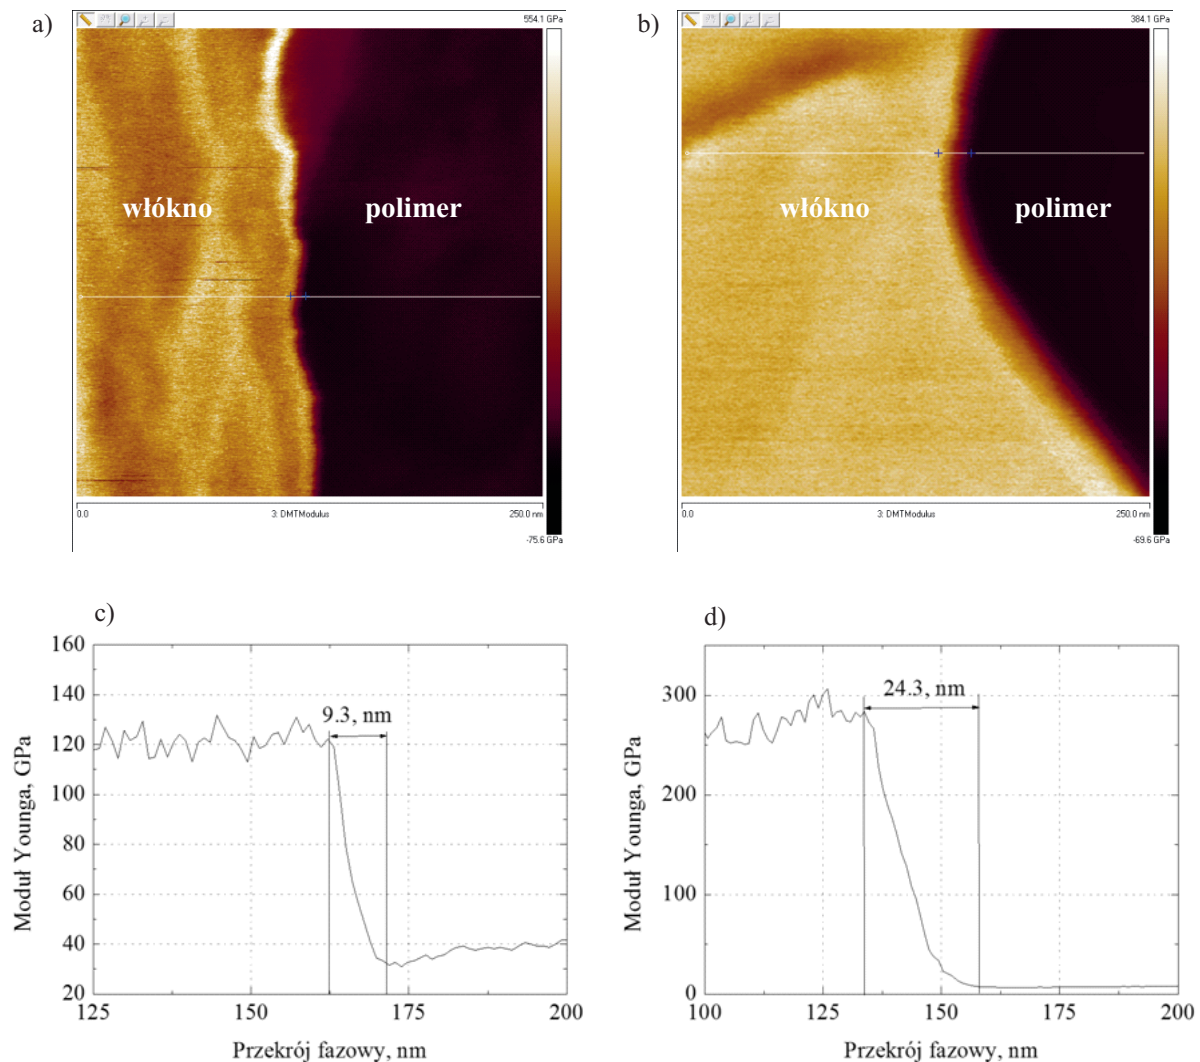 a)
554.1 GPa
włókno
polimer
0.0
3: DMTModulus
250.0 nm
-75.6 GPa
b)
384.1 GPa
włókno
polimer
0.0
3: DMTModulus
250.0 nm
-69.6 GPa
c)
160
140
120
100
80
60
40
20
9.3, nm
125
150
175
200
Moduł Younga, GPa
Przekrój fazowy, nm
d)
300
200
100
0
24.3, nm
100
125
150
175
200
Moduł Younga, GPa
Przekrój fazowy, nm